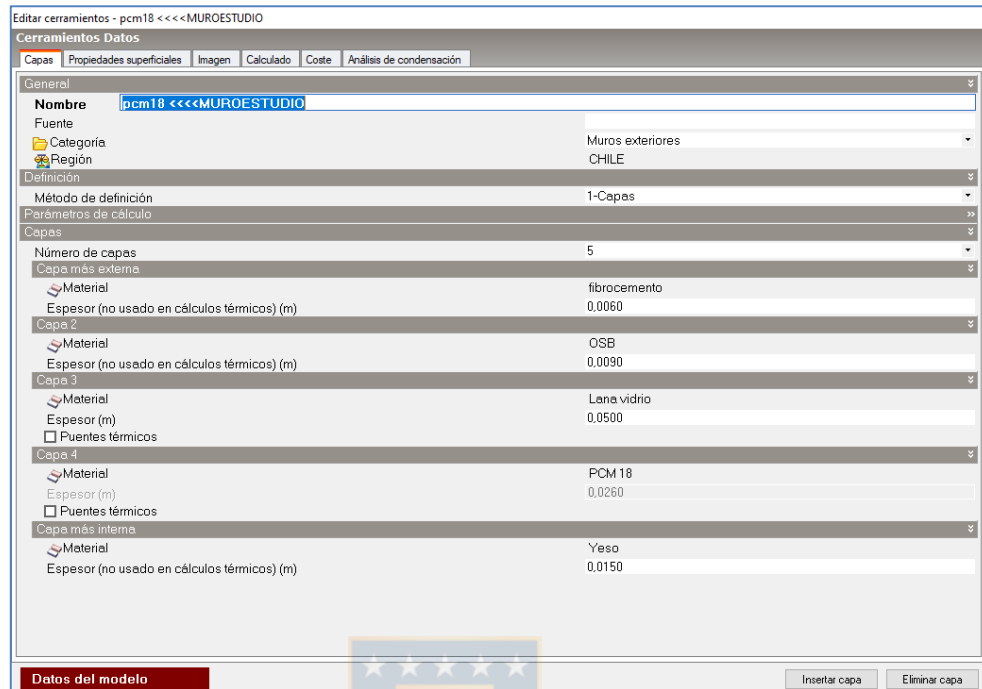 Editar cerramientos - pcm18 <<<<MUROESTUDIO
Cerramientos Datos
Capas Propiedades superficiales Imagen Calculado Coste Análisis de condensación
General
Nombre pcm18 <<<<MUROESTUDIO
Fuente
Categoría Muros exteriores
Región CHILE
Definición
Método de definición 1-Capas
Parámetros de cálculo
Capas
Número de capas 5
Capa más externa
Material fibrocemento
Espesor (no usado en cálculos térmicos) (m) 0,0060
Capa 2
Material OSB
Espesor (no usado en cálculos térmicos) (m) 0,0090
Capa 3
Material Lana vidrio
Espesor (m) 0,0500
Puentes térmicos
Capa 4
Material PCM 18
Espesor (m) 0,0260
Puentes térmicos
Capa más interna
Material Yeso
Espesor (no usado en cálculos térmicos) (m) 0,0150
Datos del modelo Insertar capa Eliminar capa